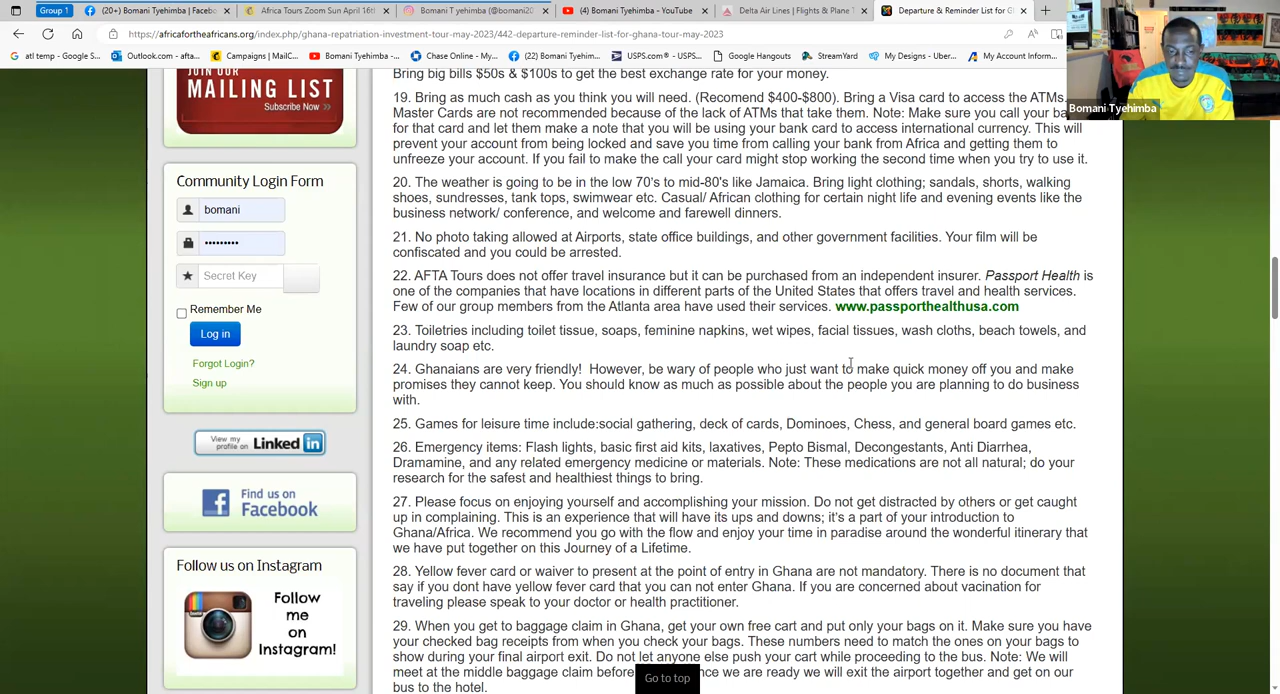 Group 1
(20+) Bomani Tyehimba | Facebo
Africa Tours Zoom Sun April 16th
Bomani T yehimba (@bomani20
(4) Bomani Tyehimba - YouTube
Delta Air Lines | Flights & Plane T
Departure & Reminder List for G
https://africafortheafricans.org/index.php/ghana-repatriation-investment-tour-may-2023/442-departure-reminder-list-for-ghana-tour-may-2023
atl temp - Google S...
Outlook.com - afta...
Campaigns | MailC...
Bomani Tyehimba -...
Chase Online - My...
(22) Bomani Tyehim...
USPS.com® - USPS...
Google Hangouts
StreamYard
My Designs - Uber...
My Account Inform...
Bomani Tyehimba
JOIN OUR
MAILING LIST
Subscribe Now >>
Community Login Form
bomani
Secret Key
Remember Me
Log in
Forgot Login?
Sign up
View my
profile on
Linked in
Find us on
Facebook
Follow us on Instagram
Follow
me
on
Instagram!
Bring big bills $50s & $100s to get the best exchange rate for your money.
19. Bring as much cash as you think you will need. (Recomend $400-$800). Bring a Visa card to access the ATMs.
Master Cards are not recommended because of the lack of ATMs that take them. Note: Make sure you call your
for that card and let them make a note that you will be using your bank card to access international currency. This will
prevent your account from being locked and save you time from calling your bank from Africa and getting them to
unfreeze your account. If you fail to make the call your card might stop working the second time when you try to use it.
20. The weather is going to be in the low 70's to mid-80's like Jamaica. Bring light clothing; sandals, shorts, walking
shoes, sundresses, tank tops, swimwear etc. Casual/ African clothing for certain night life and evening events like the
business network/ conference, and welcome and farewell dinners.
21. No photo taking allowed at Airports, state office buildings, and other government facilities. Your film will be
confiscated and you could be arrested.
22. AFTA Tours does not offer travel insurance but it can be purchased from an independent insurer. Passport Health is
one of the companies that have locations in different parts of the United States that offers travel and health services.
Few of our group members from the Atlanta area have used their services. www.passporthealthusa.com
23. Toiletries including toilet tissue, soaps, feminine napkins, wet wipes, facial tissues, wash cloths, beach towels, and
laundry soap etc.
24. Ghanaians are very friendly! However, be wary of people who just want to make quick money off you and make
promises they cannot keep. You should know as much as possible about the people you are planning to do business
with.
25. Games for leisure time include:social gathering, deck of cards, Dominoes, Chess, and general board games etc.
26. Emergency items: Flash lights, basic first aid kits, laxatives, Pepto Bismal, Decongestants, Anti Diarrhea,
Dramamine, and any related emergency medicine or materials. Note: These medications are not all natural; do your
research for the safest and healthiest things to bring.
27. Please focus on enjoying yourself and accomplishing your mission. Do not get distracted by others or get caught
up in complaining. This is an experience that will have its ups and downs; it's a part of your introduction to
Ghana/Africa. We recommend you go with the flow and enjoy your time in paradise around the wonderful itinerary that
we have put together on this Journey of a Lifetime.
28. Yellow fever card or waiver to present at the point of entry in Ghana are not mandatory. There is no document that
say if you dont have yellow fever card that you can not enter Ghana. If you are concerned about vacination for
traveling please speak to your doctor or health practitioner.
29. When you get to baggage claim in Ghana, get your own free cart and put only your bags on it. Make sure you have
your checked bag receipts from when you check your bags. These numbers need to match the ones on your bags to
show during your final airport exit. Do not let anyone else push your cart while proceeding to the bus. Note: We will
meet at the middle baggage claim before nce we are ready we will exit the airport together and get on our
bus to the hotel.
Go to top